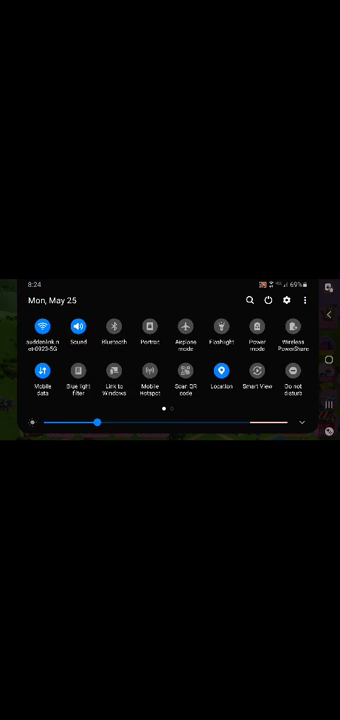 8:24
69%
Mon, May 25
suddenlink.n
et-0923-5G
Sound
Bluetooth
Portrait
Airplane
mode
Flashlight
Power
mode
Wireless
PowerShare
Mobile
data
Blue light
filter
Link to
Windows
Mobile
Hotspot
Scan QR
code
Location
Smart View
Do not
disturb